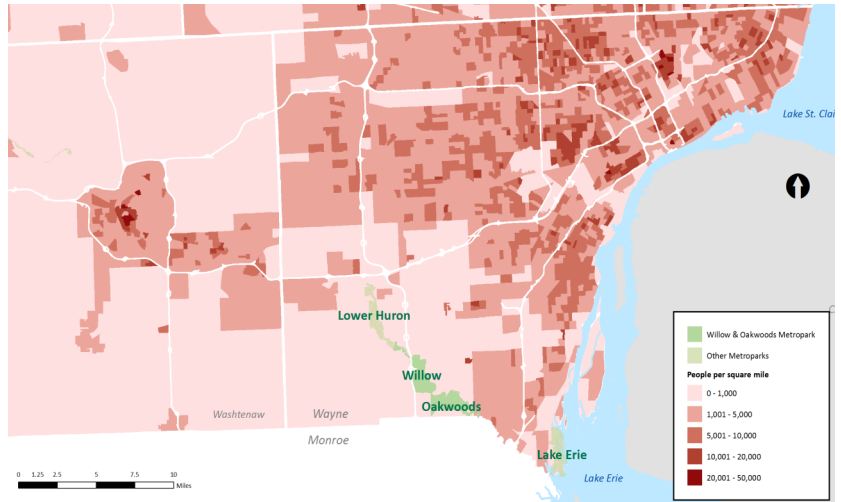 Lake St. Clai
Lower Huron
Willow
Oakwoods
Washtenaw
Wayne
Monroe
Lake Erie
Lake Erie
Willow & Oakwoods Metropark
Other Metroparks
People per square mile
0 - 1,000
1,001 - 5,000
5,001 - 10,000
10,001 - 20,000
20,001 - 50,000
0 1.25 2.5 5 7.5 10
Miles